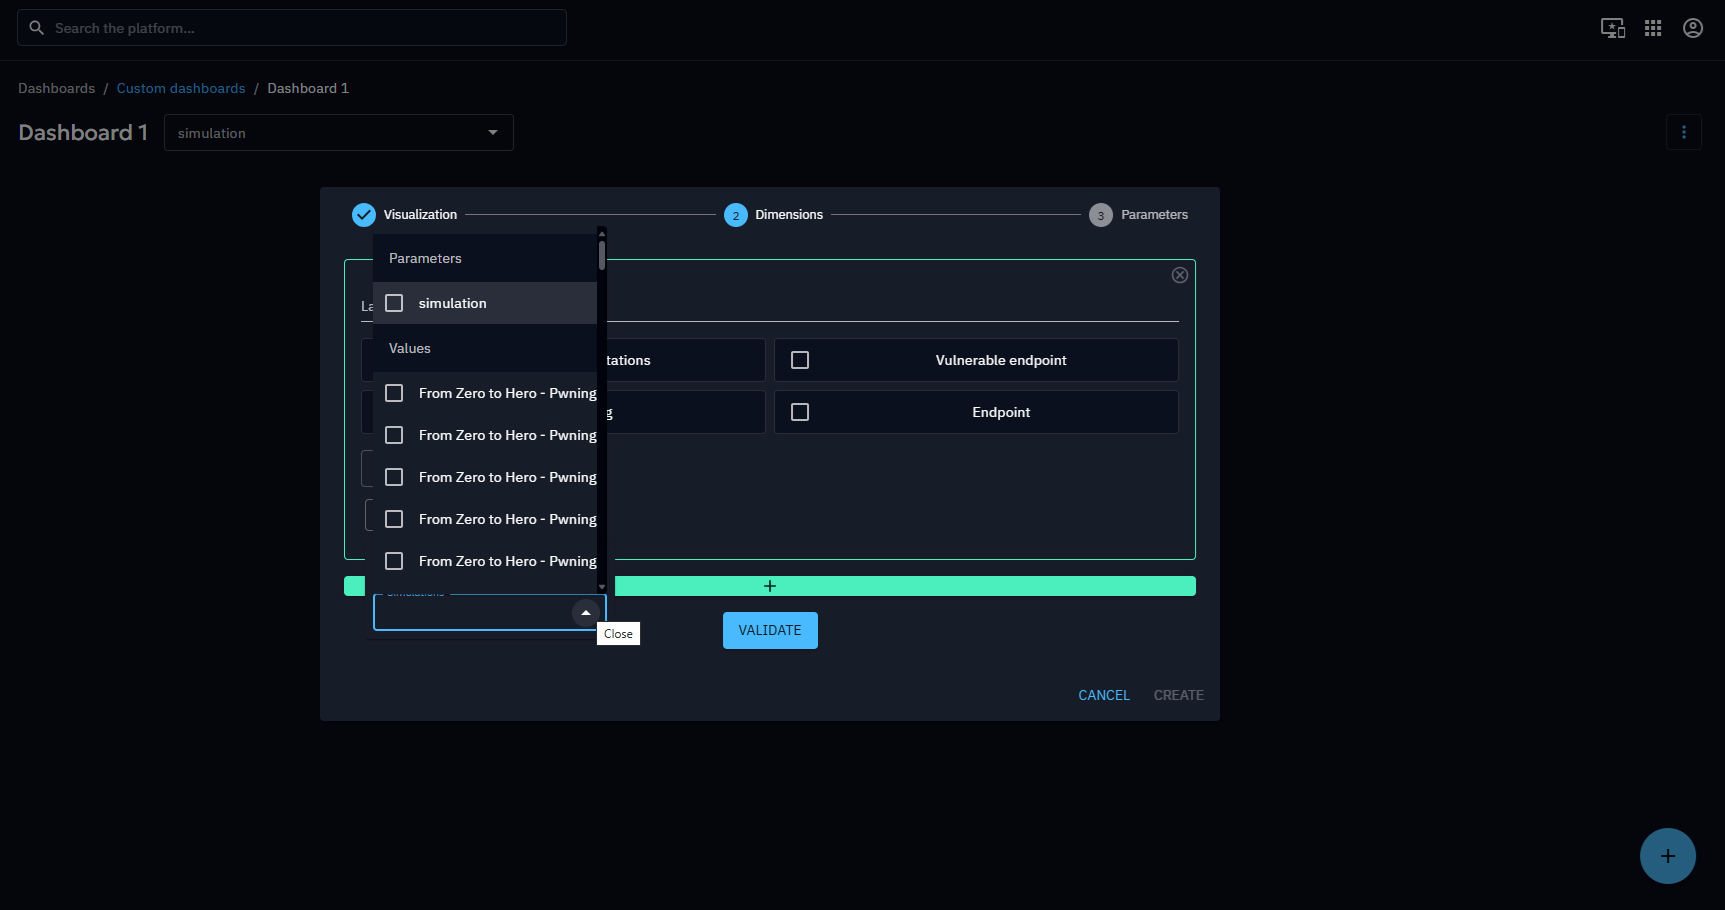 Search the platform...
Dashboards / Custom dashboards / Dashboard 1
Dashboard 1
simulation
Visualization
2
Dimensions
3
Parameters
Parameters
simulation
Values
Vulnerable endpoint
Endpoint
From Zero to Hero - Pwning
From Zero to Hero - Pwning
From Zero to Hero - Pwning
From Zero to Hero - Pwning
From Zero to Hero - Pwning
Simulations
Close
VALIDATE
CANCEL
CREATE